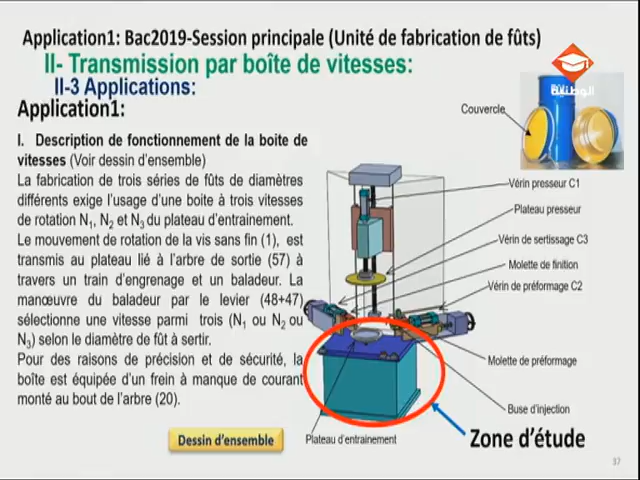 Application1: Bac2019-Session principale (Unité de fabrication de fûts)
II- Transmission par boîte de vitesses:
II-3 Applications:
Application1:
الوطنية
Couvercle
I. Description de fonctionnement de la boite de
vitesses (Voir dessin d'ensemble)
La fabrication de trois séries de fûts de diamètres
différents exige l'usage d'une boite à trois vitesses
de rotation N1, N2 et N3 du plateau d'entrainement.
Le mouvement de rotation de la vis sans fin (1), est
transmis au plateau lié à l'arbre de sortie (57) à
travers un train d'engrenage et un baladeur. La
manœuvre du baladeur par le levier (48+47)
sélectionne une vitesse parmi trois (N1 ou N2 ou
N3) selon le diamètre de fût à sertir.
Pour des raisons de précision et de sécurité, la
boîte est équipée d'un frein à manque de courant
monté au bout de l'arbre (20).
Vérin presseur C1
Plateau presseur
Vérin de sertissage C3
Molette de finition
Vérin de préformage C2
Molette de préformage
Buse d'injection
Dessin d'ensemble
Plateau d'entrainement
Zone d'étude
37